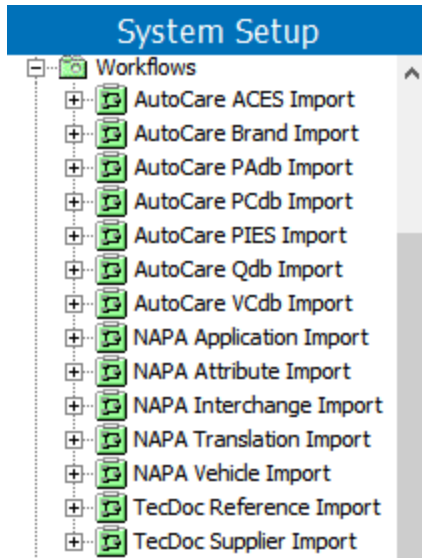 System Setup
Workflows
AutoCare ACES Import
AutoCare Brand Import
AutoCare PAdb Import
AutoCare PCdb Import
AutoCare PIES Import
AutoCare Qdb Import
AutoCare VCdb Import
NAPA Application Import
NAPA Attribute Import
NAPA Interchange Import
NAPA Translation Import
NAPA Vehicle Import
TecDoc Reference Import
TecDoc Supplier Import